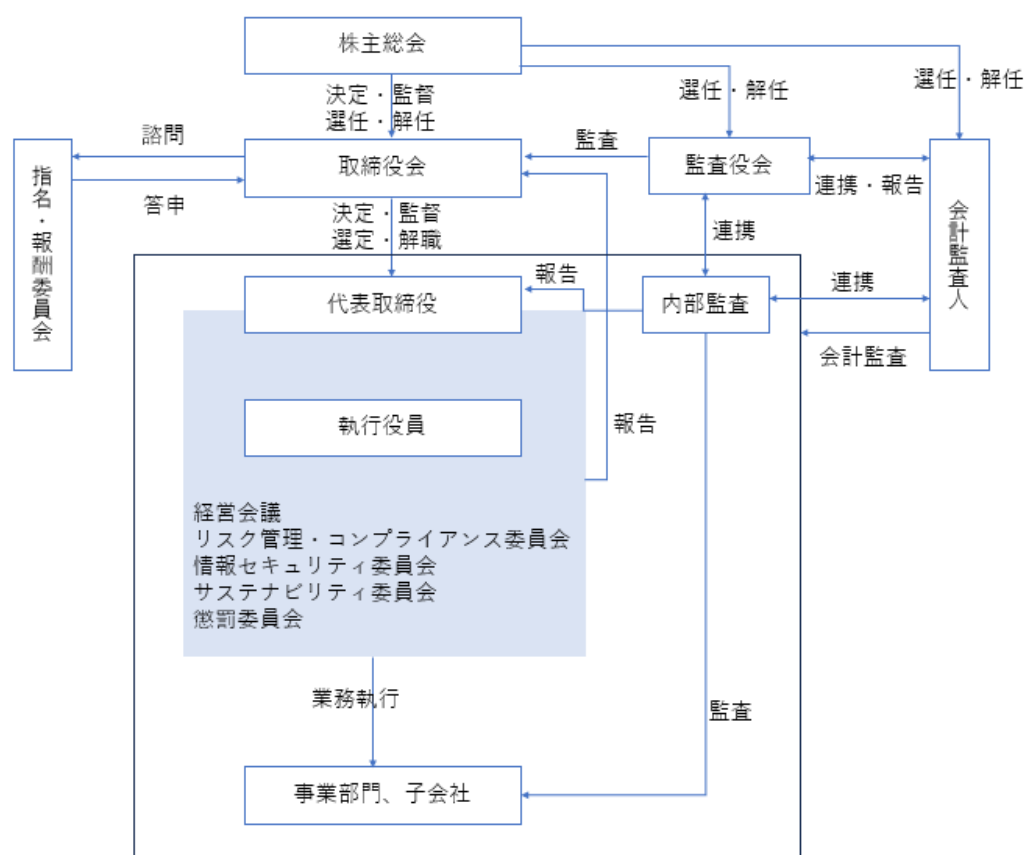 株主総会
決定・監督
選任・解任
選任・解任
選任・解任
諮問
答申
指名・報酬委員会
取締役会
監査
監査役会
連携・報告
会計監査人
決定・監督
選定・解職
連携
報告
代表取締役
内部監査
連携
会計監査
執行役員
報告
経営会議
リスク管理・コンプライアンス委員会
情報セキュリティ委員会
サステナビリティ委員会
懲罰委員会
業務執行
監査
事業部門、子会社